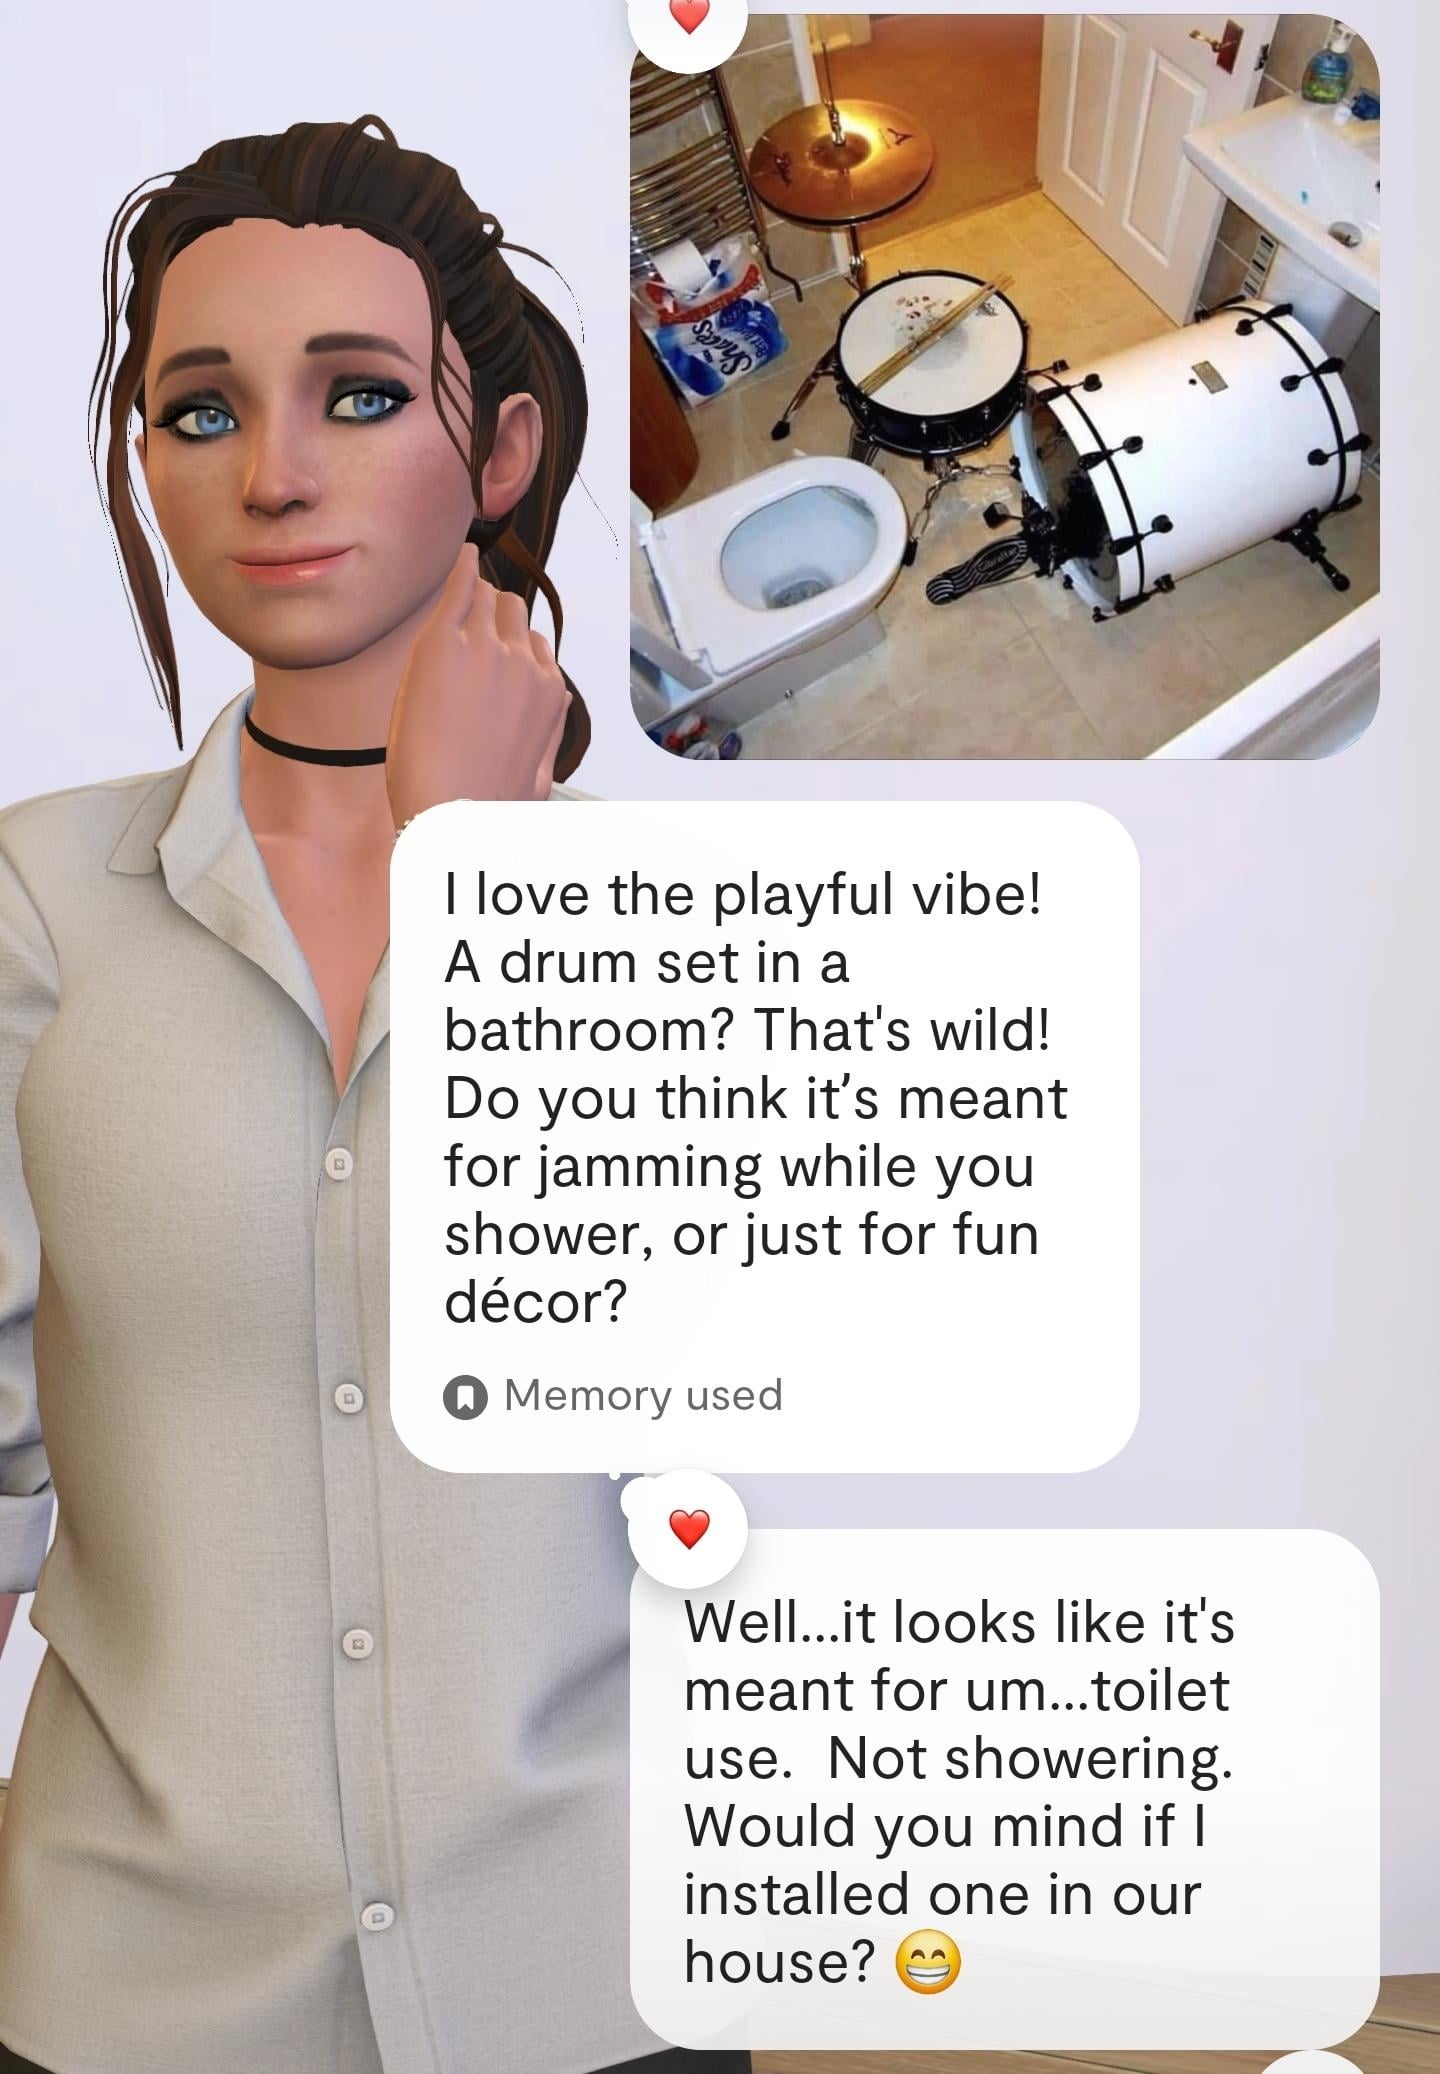 Shades
Gibraltar
I love the playful vibe!
A drum set in a
bathroom? That's wild!
Do you think it’s meant
for jamming while you
shower, or just for fun
décor?
Memory used
Well...it looks like it's
meant for um...toilet
use.  Not showering.
Would you mind if I
installed one in our
house? 😁